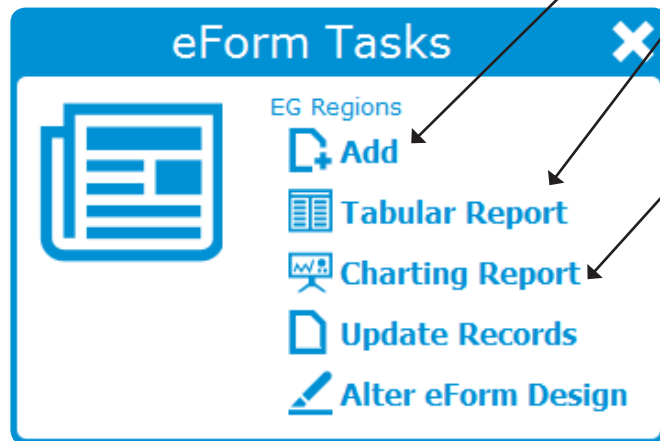 eForm Tasks
EG Regions
Add
Tabular Report
Charting Report
Update Records
Alter eForm Design